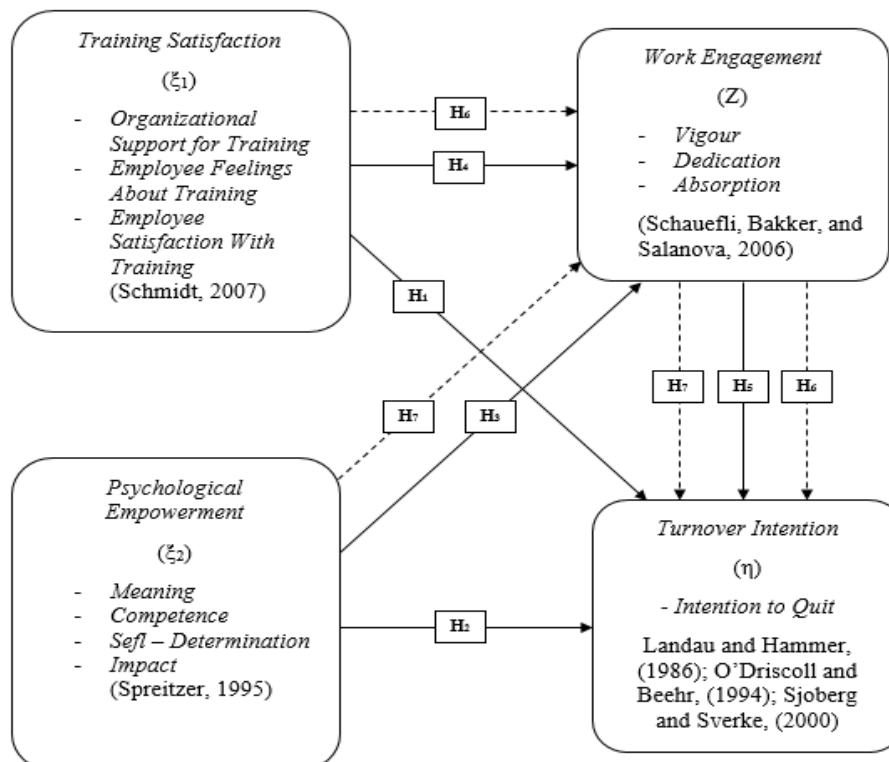 Training Satisfaction
(ξ1)
- Organizational
Support for Training
- Employee Feelings
About Training
- Employee
Satisfaction With
Training
(Schmidt, 2007)
H6
H4
Work Engagement
(Z)
- Vigour
- Dedication
- Absorption
(Schauefli, Bakker, and
Salanova, 2006)
H1
H7
H3
H7
H5
H6
Psychological
Empowerment
(ξ2)
- Meaning
- Competence
- Sefl – Determination
- Impact
(Spreitzer, 1995)
H2
Turnover Intention
(η)
- Intention to Quit
Landau and Hammer,
(1986); O’Driscoll and
Beehr, (1994); Sjoberg
and Sverke, (2000)